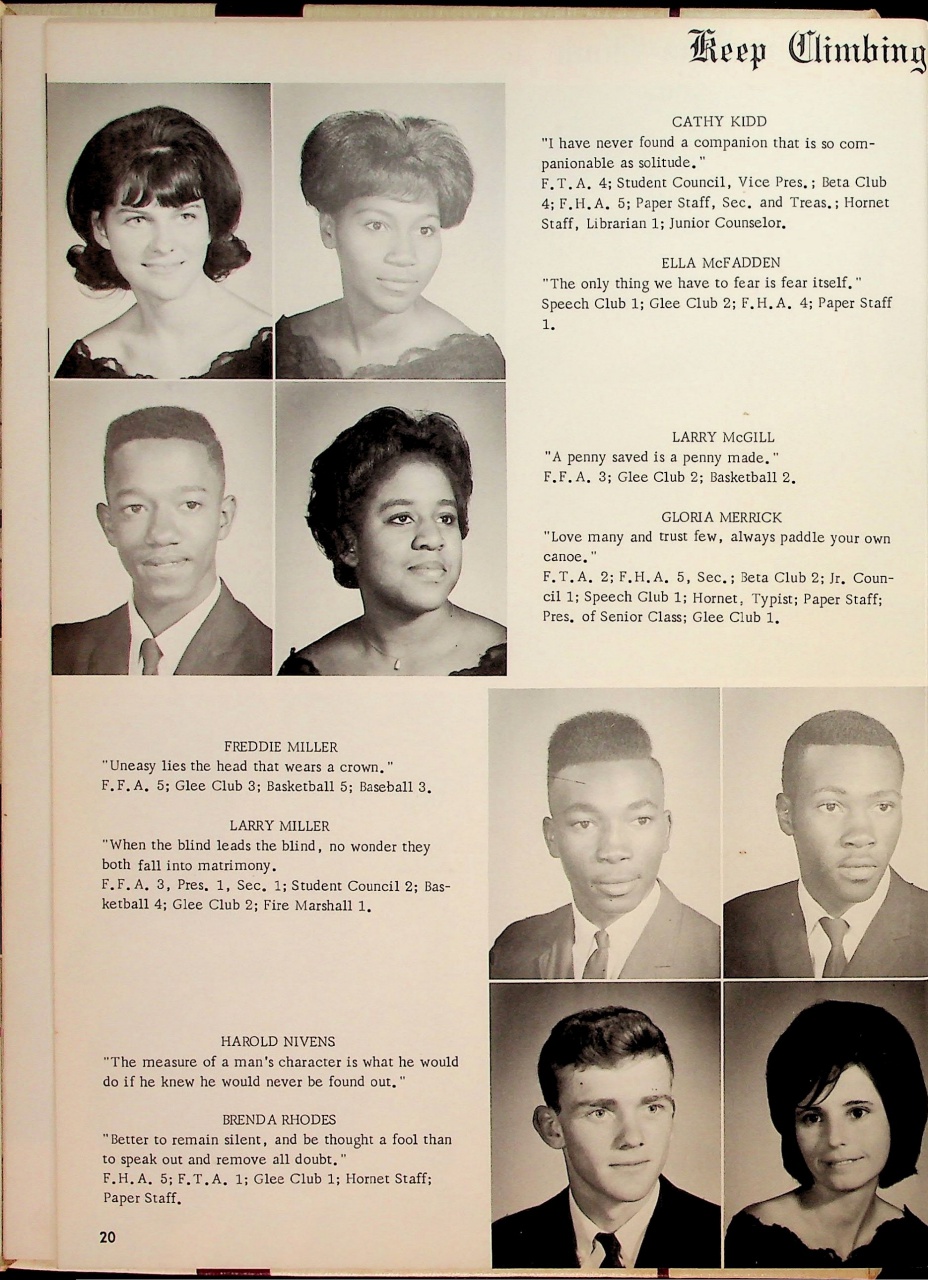 Keep Climbing
CATHY KIDD
"I have never found a companion that is so com-
panionable as solitude."
F.T.A. 4; Student Council, Vice Pres.; Beta Club
4; F.H.A. 5; Paper Staff, Sec. and Treas.; Hornet
Staff, Librarian 1; Junior Counselor.
ELLA McFADDEN
"The only thing we have to fear is fear itself."
Speech Club 1; Glee Club 2; F.H.A. 4; Paper Staff
1.
LARRY McGILL
"A penny saved is a penny made."
F.F.A. 3; Glee Club 2; Basketball 2.
GLORIA MERRICK
"Love many and trust few, always paddle your own
canoe."
F.T.A. 2; F.H.A. 5, Sec.; Beta Club 2; Jr. Coun-
cil 1; Speech Glub 1; Hornet, Typist; Paper Staff;
Pres. of Senior Class; Glee Club 1.
FREDDIE MILLER
"Uneasy lies the head that wears a crown."
F.F.A. 5; Glee Club 3; Basketball 5; Baseball 3.
LARRY MILLER
"When the blind leads the blind, no wonder they
both fall into matrimony.
F.F.A. 3, Pres. 1, Sec. 1; Student Council 2; Bas-
ketball 4; Glee Club 2; Fire Marshall 1.
HAROLD NIVENS
"The measure of a man's character is what he would
do if he knew he would never be found out."
BRENDA RHODES
"Better to remain silent, and be thought a fool than
to speak out and remove all doubt."
F.H.A. 5; F.T.A. 1; Glee Club 1; Hornet Staff;
Paper Staff.
20